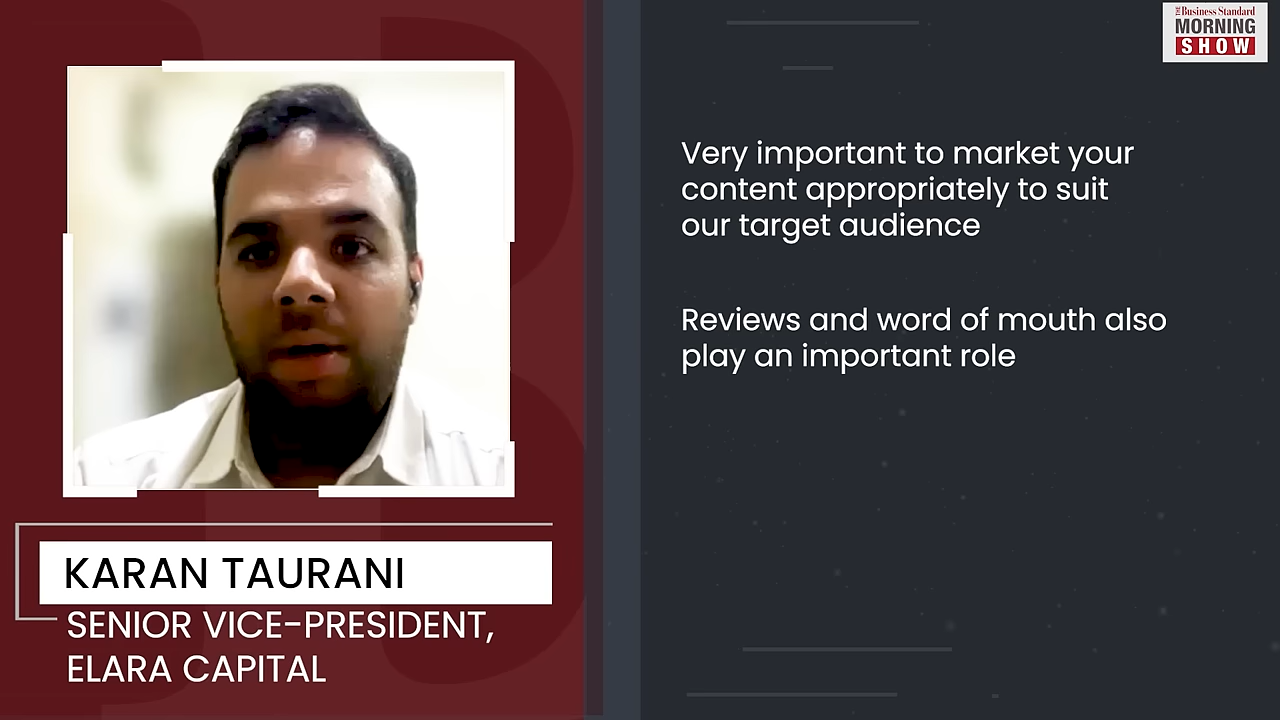 THE Business Standard
MORNING
SHOW
Very important to market your
content appropriately to suit
our target audience
Reviews and word of mouth also
play an important role
KARAN TAURANI
SENIOR VICE-PRESIDENT,
ELARA CAPITAL